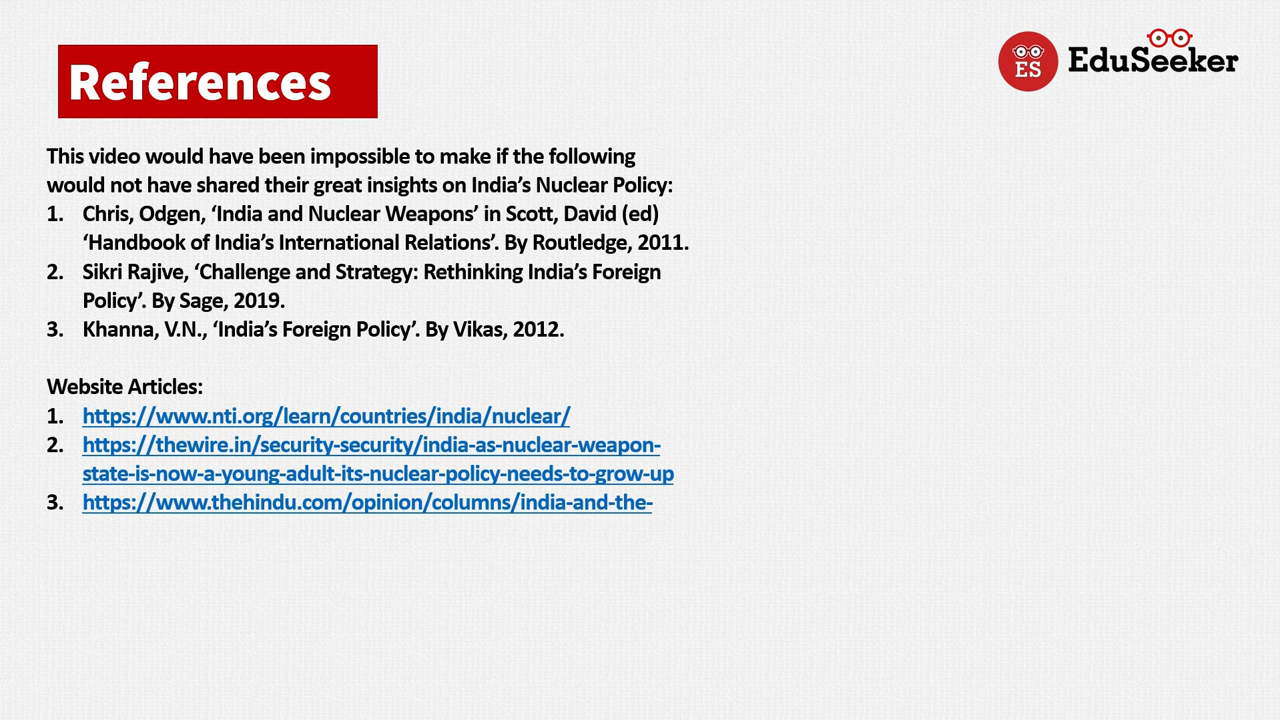 References
ES
EduSeeker
This video would have been impossible to make if the following
would not have shared their great insights on India’s Nuclear Policy:
1. Chris, Odgen, ‘India and Nuclear Weapons’ in Scott, David (ed)
‘Handbook of India’s International Relations’. By Routledge, 2011.
2. Sikri Rajive, ‘Challenge and Strategy: Rethinking India’s Foreign
Policy’. By Sage, 2019.
3. Khanna, V.N., ‘India’s Foreign Policy’. By Vikas, 2012.
Website Articles:
1. https://www.nti.org/learn/countries/india/nuclear/
2. https://thewire.in/security-security/india-as-nuclear-weapon-
state-is-now-a-young-adult-its-nuclear-policy-needs-to-grow-up
3. https://www.thehindu.com/opinion/columns/india-and-the-